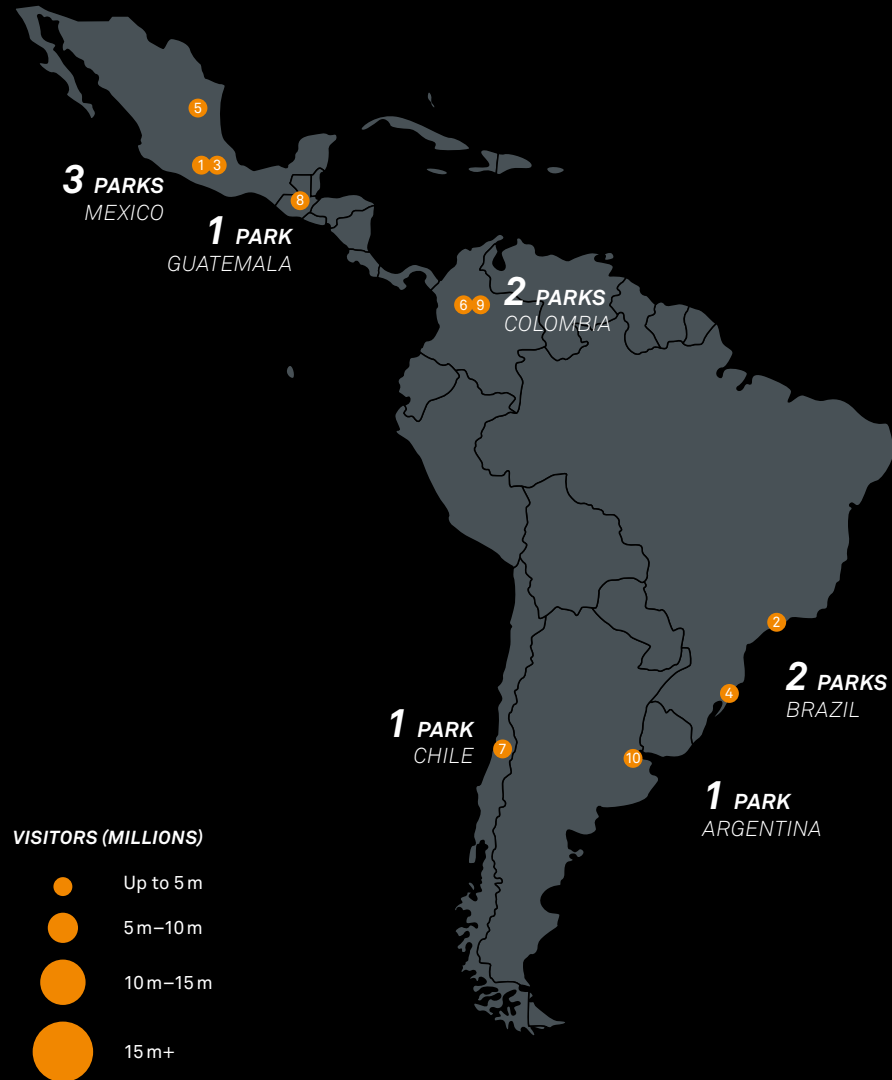 5
1 3
3 PARKS
MEXICO
8
1 PARK
GUATEMALA
6 9
2 PARKS
COLOMBIA
2
2 PARKS
BRAZIL
4
1 PARK
CHILE
7
10
1 PARK
ARGENTINA
VISITORS (MILLIONS)
Up to 5 m
5 m–10 m
10 m–15 m
15 m+